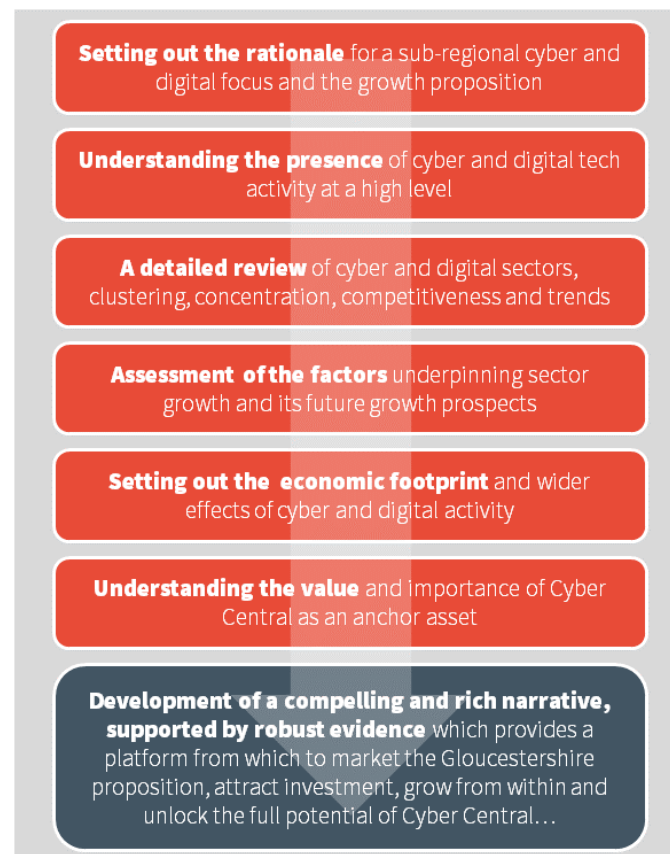 Setting out the rationale for a sub-regional cyber and
digital focus and the growth proposition
Understanding the presence of cyber and digital tech
activity at a high level
A detailed review of cyber and digital sectors,
clustering, concentration, competitiveness and trends
Assessment of the factors underpinning sector
growth and its future growth prospects
Setting out the economic footprint and wider
effects of cyber and digital activity
Understanding the value and importance of Cyber
Central as an anchor asset
Development of a compelling and rich narrative,
supported by robust evidence which provides a
platform from which to market the Gloucestershire
proposition, attract investment, grow from within and
unlock the full potential of Cyber Central…